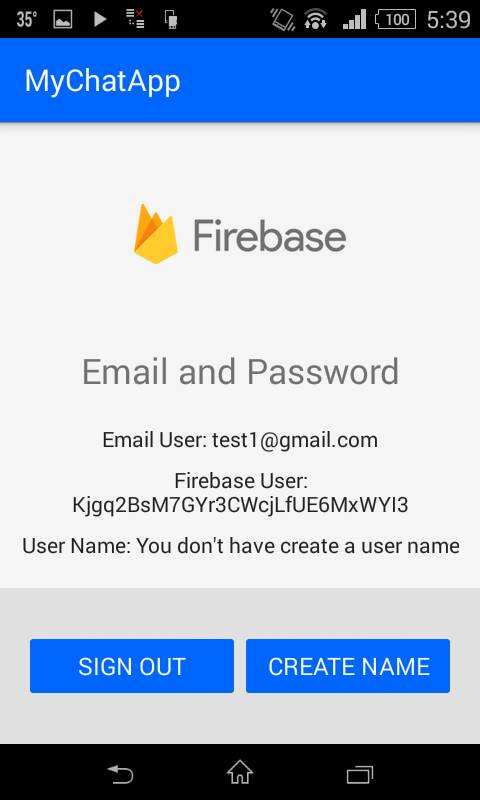 35° 100 5:39
MyChatApp
Firebase
Email and Password
Email User: test1@gmail.com
Firebase User:
Kjgq2BsM7GYr3CWcjLfUE6MxWYI3
User Name: You don't have create a user name
SIGN OUT CREATE NAME